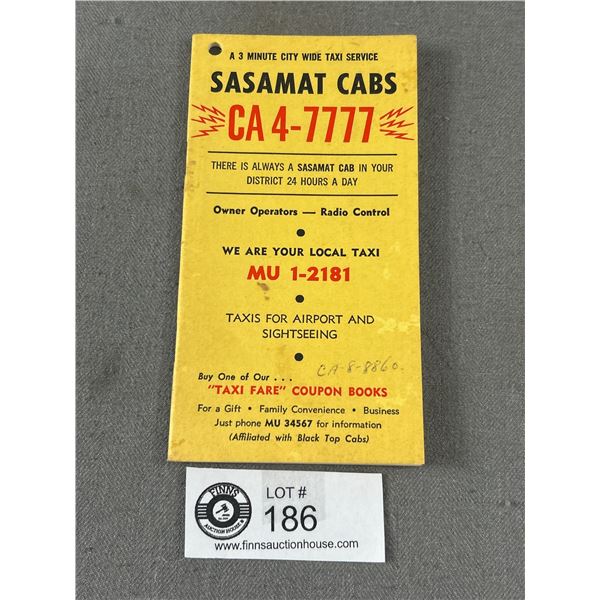 A 3 MINUTE CITY WIDE TAXI SERVICE
SASAMAT CABS
CA 4-7777
THERE IS ALWAYS A SASAMAT CAB IN YOUR
DISTRICT 24 HOURS A DAY
Owner Operators — Radio Control
●
WE ARE YOUR LOCAL TAXI
MU 1-2181
●
TAXIS FOR AIRPORT AND
SIGHTSEEING
●
CA-8-8860.
Buy One of Our . . .
"TAXI FARE" COUPON BOOKS
For a Gift • Family Convenience • Business
Just phone MU 34567 for information
(Affiliated with Black Top Cabs)
FINNS
AUCTION HOUSE
LOT #
186
www.finnsauctionhouse.com